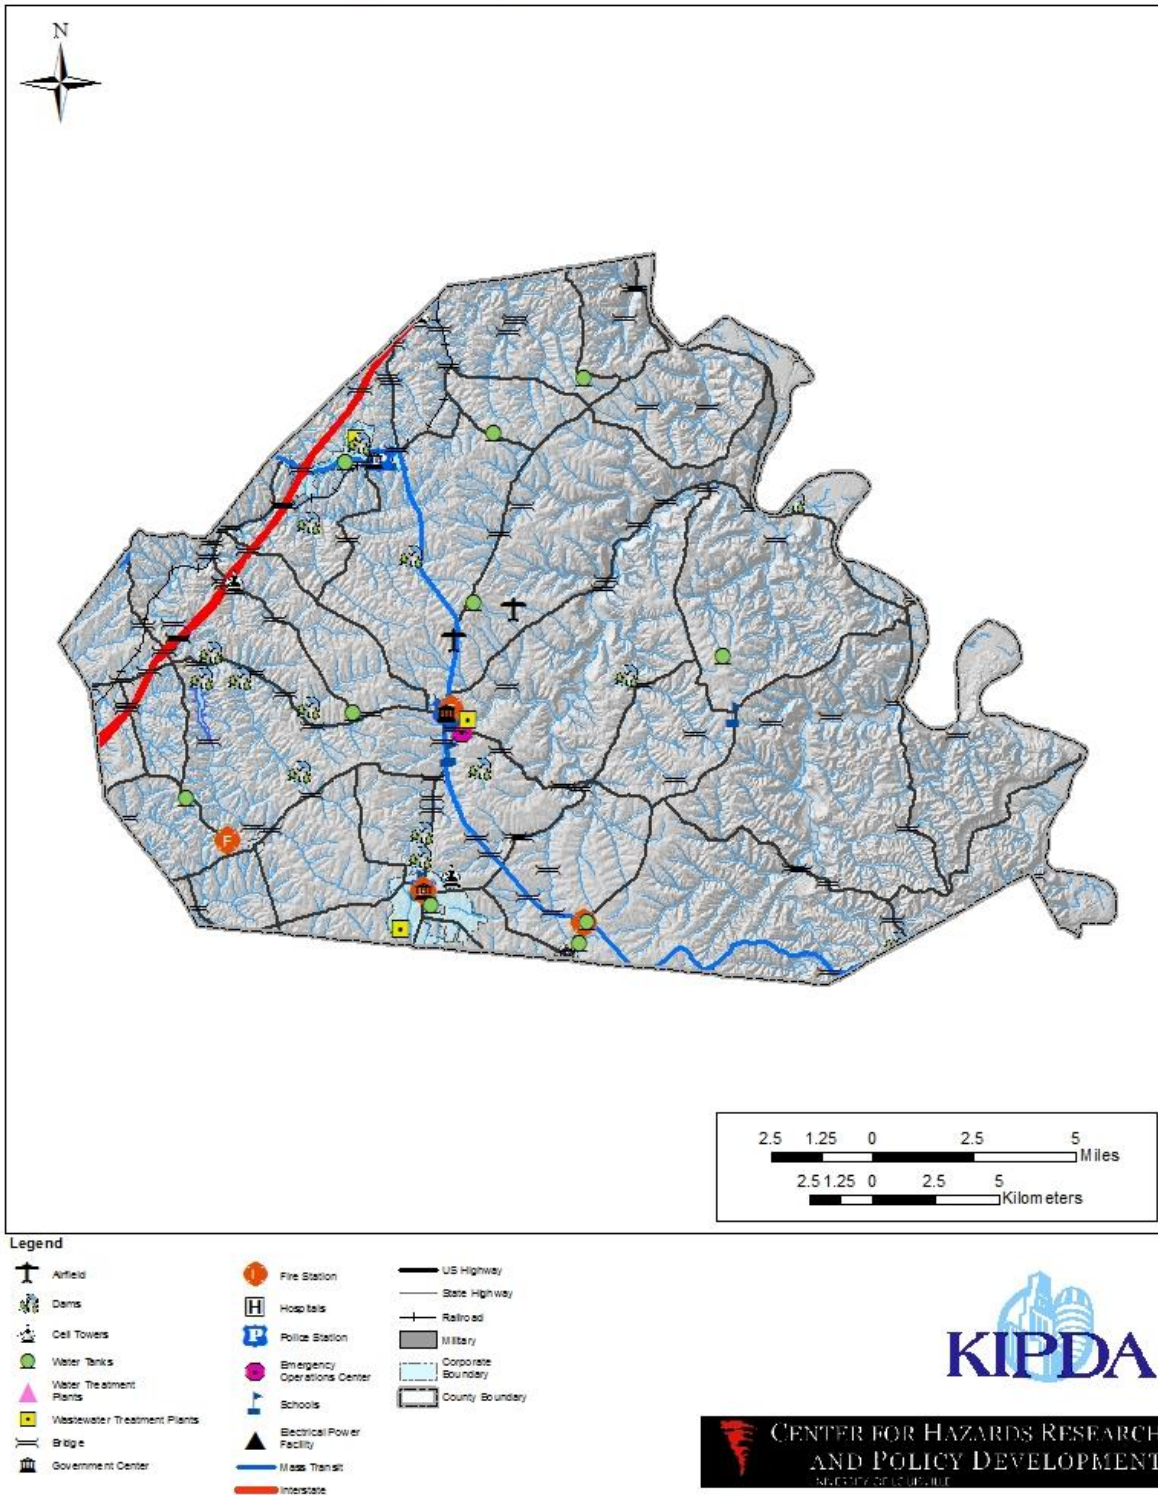 N
2.5 1.25 0 2.5 5
Miles
2.5 1.25 0 2.5 5
Kilometers
F
Legend
Airfield
Dams
Cell Towers
Water Tanks
Water Treatment
Plants
Wastewater Treatment Plants
Bridge
Government Center
Fire Station
H Hospitals
P Police Station
Emergency
Operations Center
Schools
Electrical Power
Facility
Mass Transit
Interstate
US Highway
State Highway
Railroad
Military
Corporate
Boundary
County Boundary
KIPDA
CENTER FOR HAZARDS RESEARCH
AND POLICY DEVELOPMENT
UNIVERSITY OF LOUISVILLE